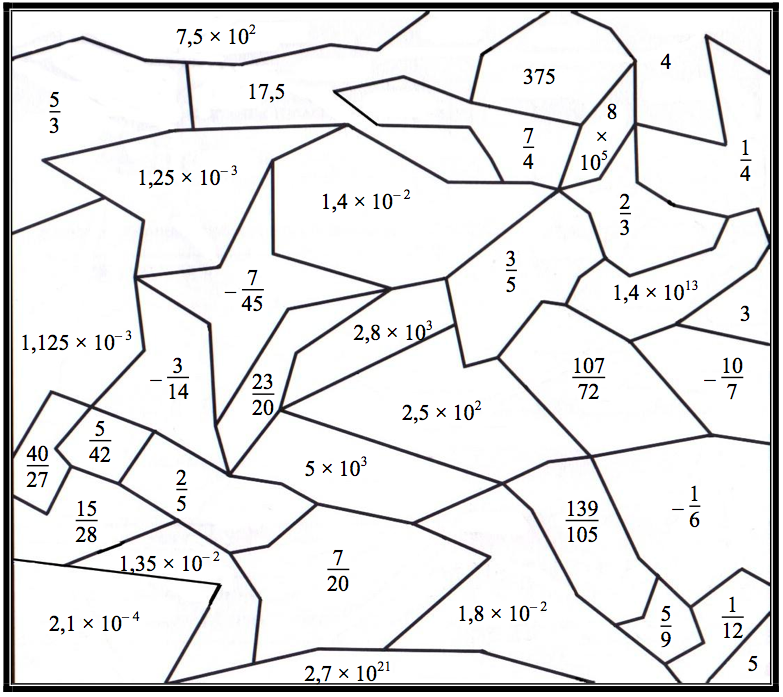 7,5 × 10²
5/3
17,5
375
4
8 × 10⁵
7/4
1/4
1,25 × 10⁻³
1,4 × 10⁻²
2/3
3/5
−7/45
1,4 × 10¹³
3
1,125 × 10⁻³
2,8 × 10³
−3/14
107/72
−10/7
23/20
2,5 × 10²
5/42
40/27
2/5
5 × 10³
15/28
139/105
−1/6
1,35 × 10⁻²
7/20
2,1 × 10⁻⁴
1,8 × 10⁻²
5/9
1/12
2,7 × 10²¹
5